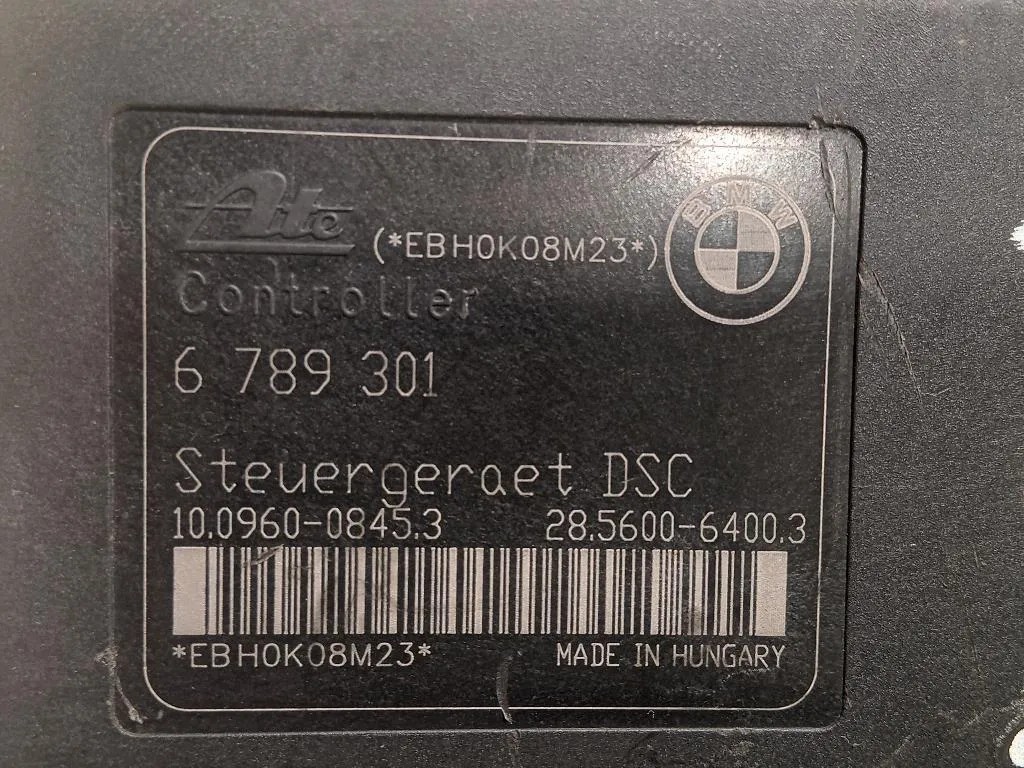 Ate (*EBH0K08M23*) BMW
Controller
6 789 301
Steuergeraet DSC
10.0960-0845.3 28.5600-6400.3
*EBH0K08M23* MADE IN HUNGARY